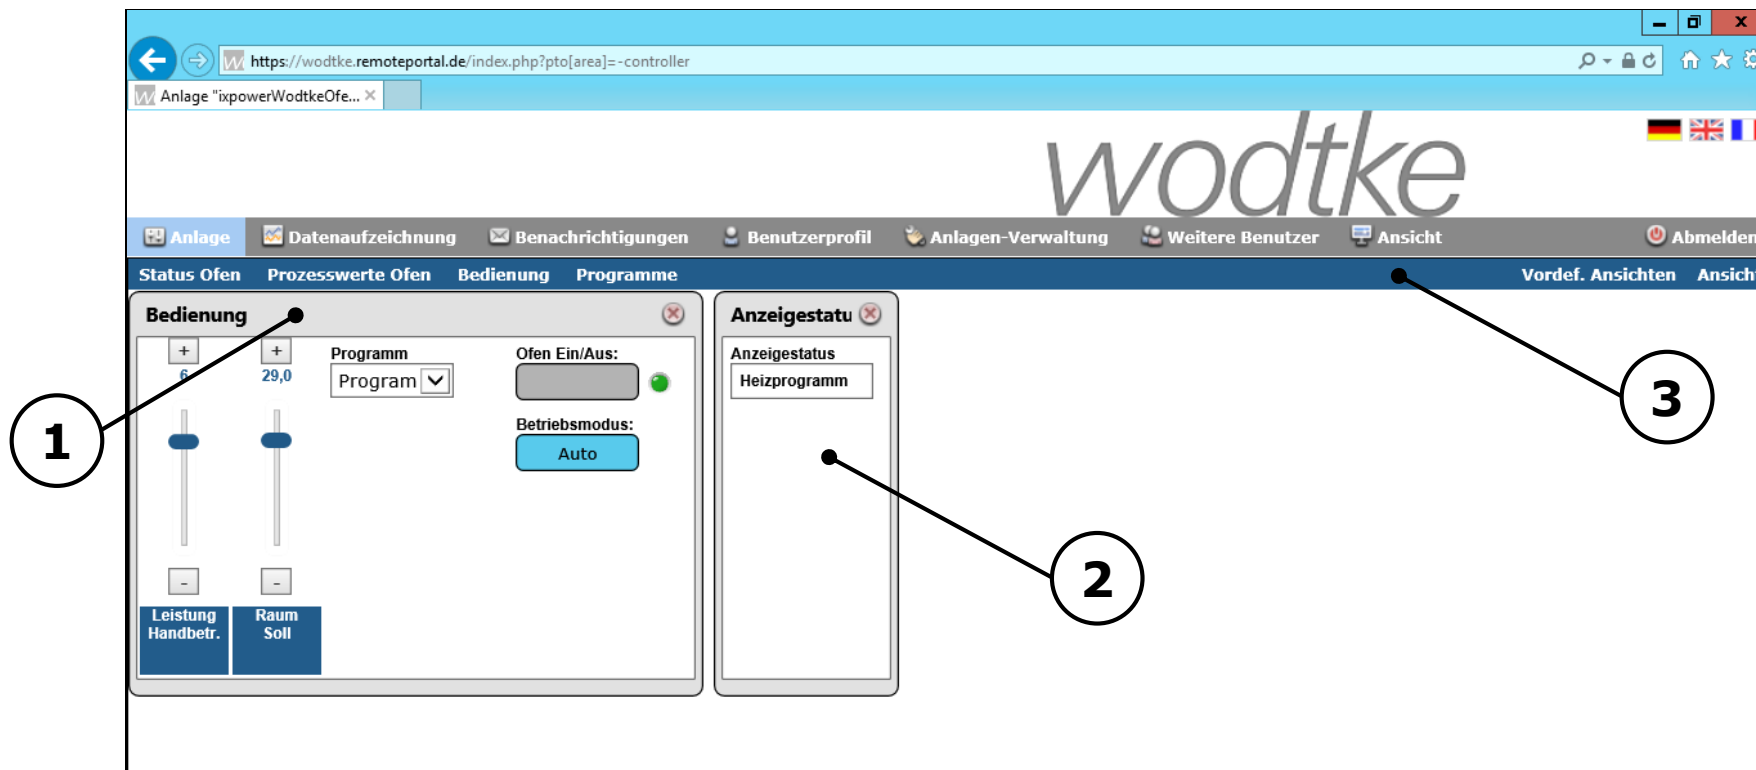 https://wodtke.remoteportal.de/index.php?pto[area]=-controller
Anlage "ixpowerWodtkeOfe...
wodtke
Anlage Datenaufzeichnung Benachrichtigungen Benutzerprofil Anlagen-Verwaltung Weitere Benutzer Ansicht Abmelden
Status Ofen Prozesswerte Ofen Bedienung Programme Vordef. Ansichten Ansicht
Bedienung
+ +
6 29,0
Programm
Program
Ofen Ein/Aus:
Betriebsmodus:
Auto
- -
Leistung
Handbetr.
Raum
Soll
Anzeigestatu
Anzeigestatus
Heizprogramm
1
2
3